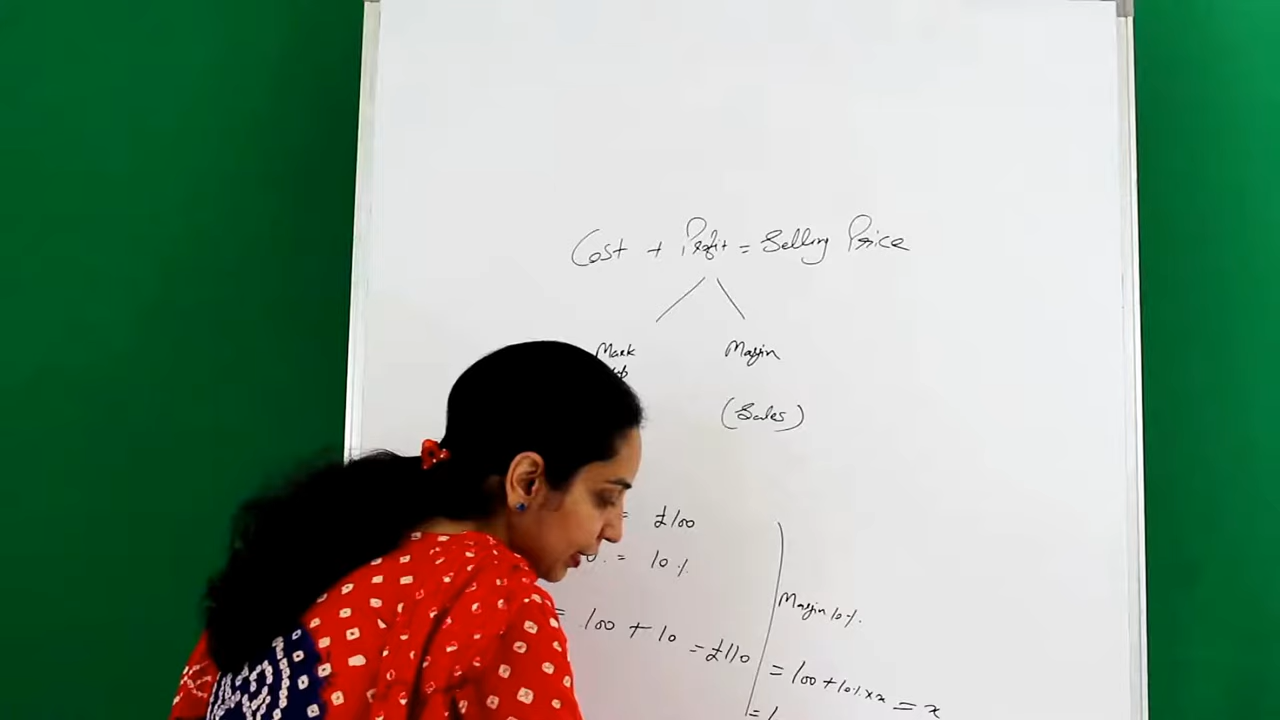 Cost + Profit = Selling Price
Mark Margin
up (Sales)
= £100
= 10%
= 100 + 10 = £110
Margin 10%.
= 100 + 10% x x = x